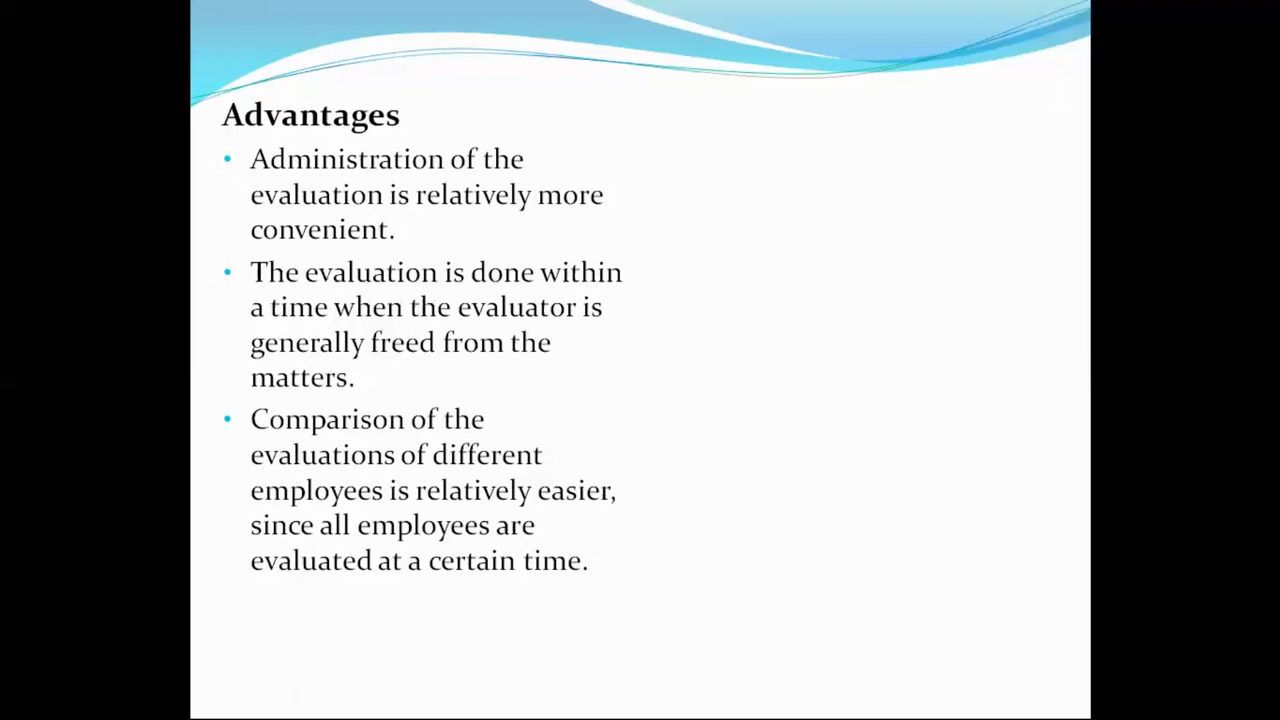 Advantages
• Administration of the
evaluation is relatively more
convenient.
• The evaluation is done within
a time when the evaluator is
generally freed from the
matters.
• Comparison of the
evaluations of different
employees is relatively easier,
since all employees are
evaluated at a certain time.